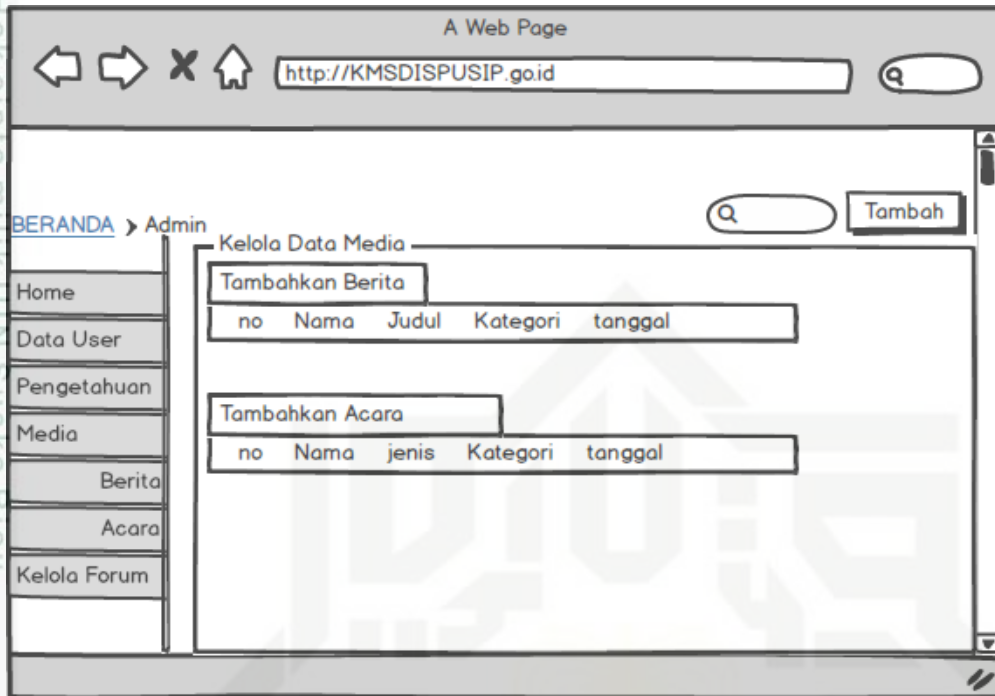 A Web Page
http://KMSDISPUSIP.go.id
BERANDA > Admin
Tambah
Home
Data User
Pengetahuan
Media
Berita
Acara
Kelola Forum
Kelola Data Media
Tambahkan Berita
no Nama Judul Kategori tanggal
Tambahkan Acara
no Nama jenis Kategori tanggal